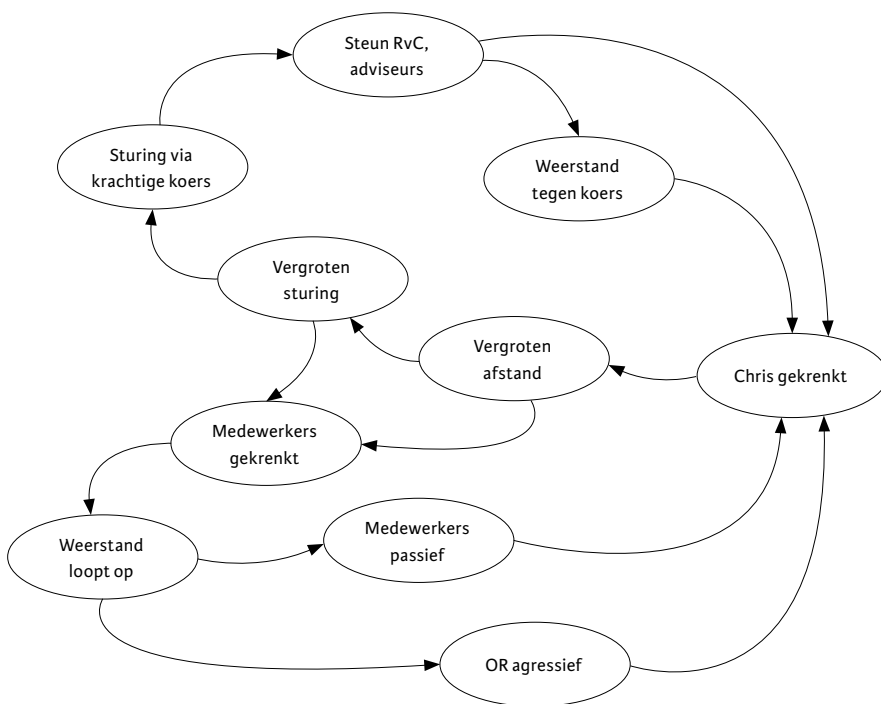 Steun RvC,
adviseurs
Sturing via
krachtige koers
Weerstand
tegen koers
Vergroten
sturing
Vergroten
afstand
Chris gekrenkt
Medewerkers
gekrenkt
Weerstand
loopt op
Medewerkers
passief
OR agressief